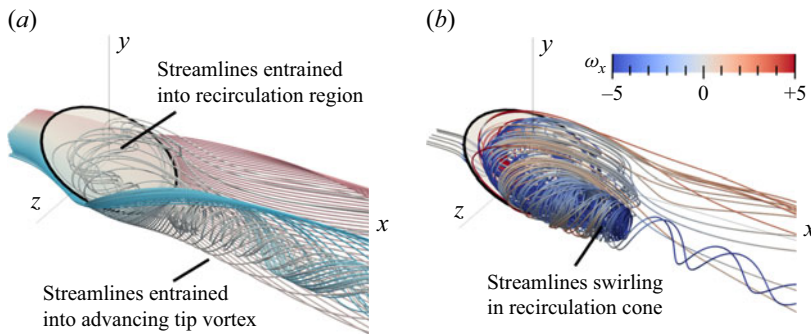 (a)
y
Streamlines entrained
into recirculation region
z
x
Streamlines entrained
into advancing tip vortex
(b)
y
ωx
–5
0
+5
z
x
Streamlines swirling
in recirculation cone